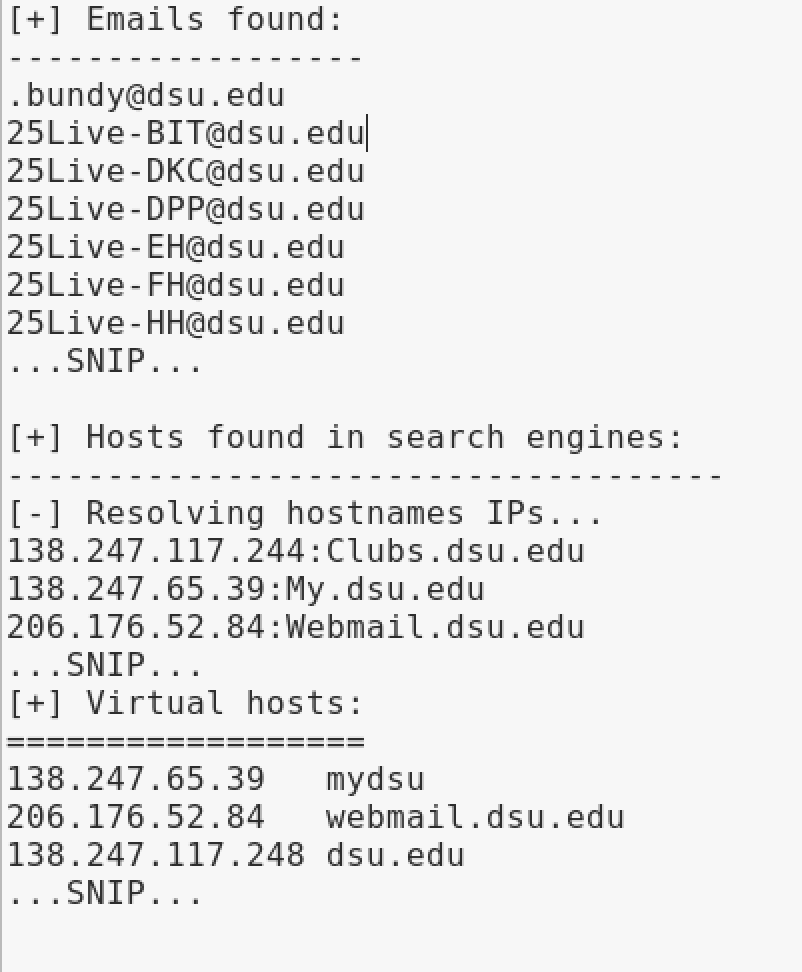 [+] Emails found:
------------------
.bundy@dsu.edu
25Live-BIT@dsu.edu
25Live-DKC@dsu.edu
25Live-DPP@dsu.edu
25Live-EH@dsu.edu
25Live-FH@dsu.edu
25Live-HH@dsu.edu
...SNIP...
[+] Hosts found in search engines:
------------------------------------
[-] Resolving hostnames IPs...
138.247.117.244:Clubs.dsu.edu
138.247.65.39:My.dsu.edu
206.176.52.84:Webmail.dsu.edu
...SNIP...
[+] Virtual hosts:
==================
138.247.65.39   mydsu
206.176.52.84   webmail.dsu.edu
138.247.117.248 dsu.edu
...SNIP...